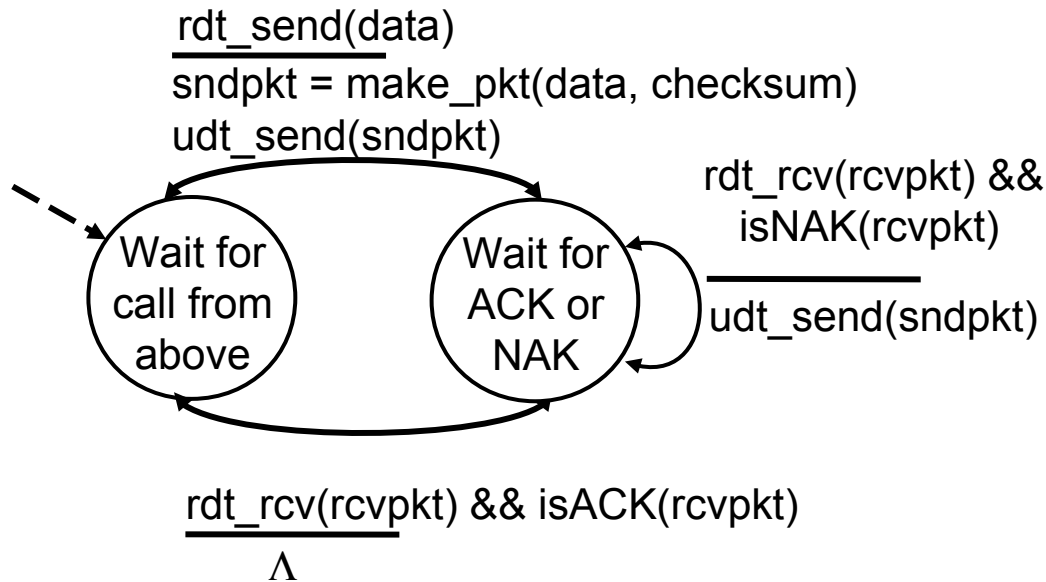 rdt_send(data)
sndpkt = make_pkt(data, checksum)
udt_send(sndpkt)
rdt_rcv(rcvpkt) &&
isNAK(rcvpkt)
udt_send(sndpkt)
Wait for
call from
above
Wait for
ACK or
NAK
rdt_rcv(rcvpkt) && isACK(rcvpkt)
Λ